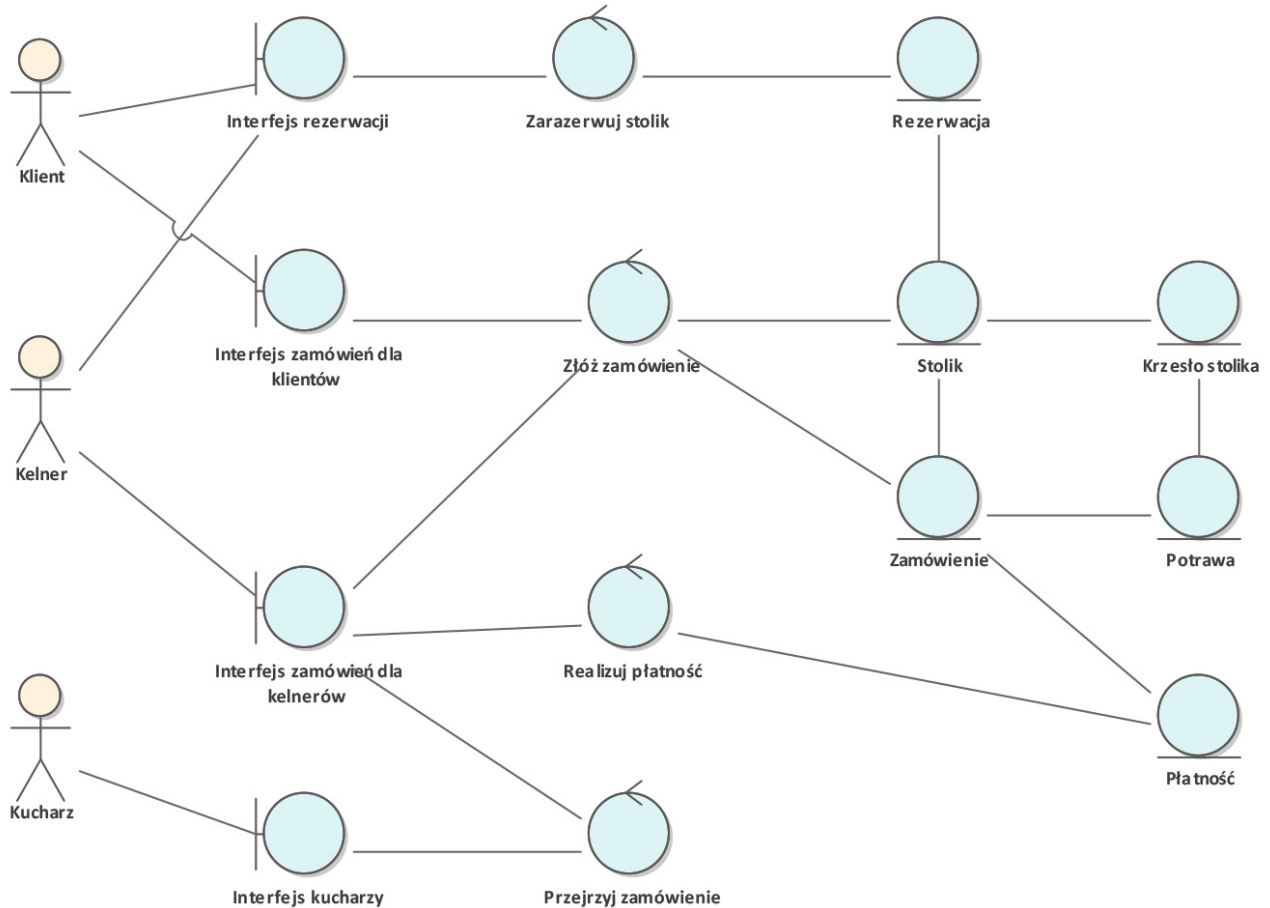 Interfejs rezerwacji
Zarazerwuj stolik
Rezerwacja
Klient
Interfejs zamówień dla
klientów
Złóż zamówienie
Stolik
Krzesło stolika
Kelner
Zamówienie
Potrawa
Interfejs zamówień dla
kelnerów
Realizuj płatność
Płatność
Kucharz
Interfejs kucharzy
Przejrzyj zamówienie